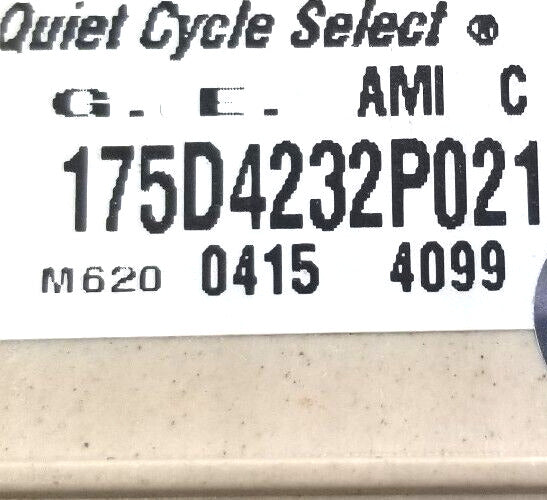 Quiet Cycle Select ®
G. E. AMI C
175D4232P021
M620 0415 4099